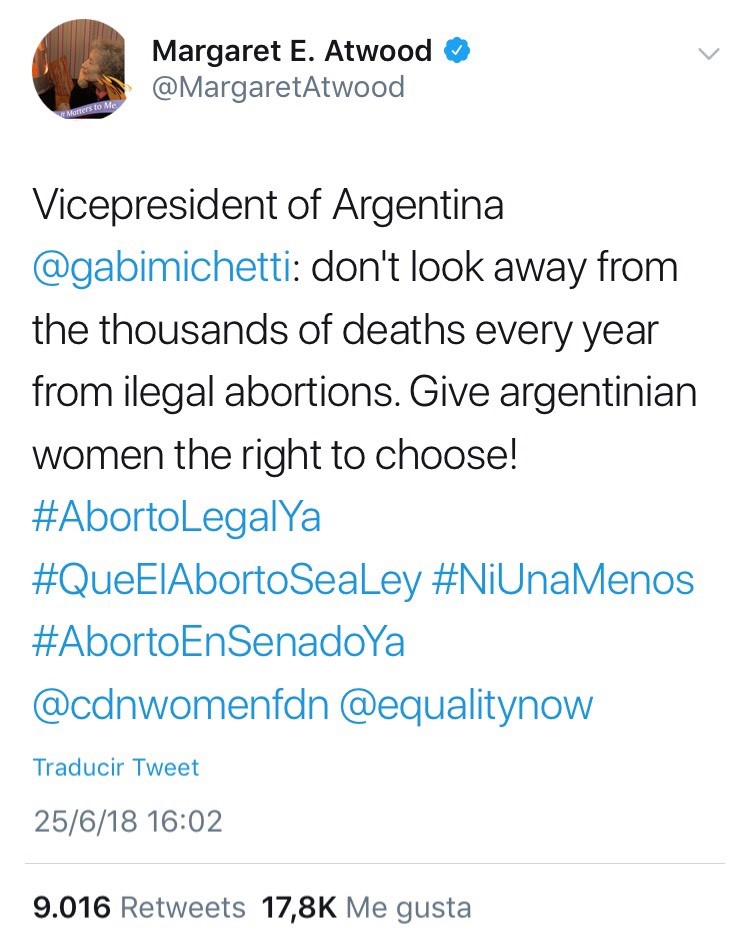 Margaret E. Atwood
@MargaretAtwood
It Matters to Me
Vicepresident of Argentina
@gabimichetti: don't look away from
the thousands of deaths every year
from ilegal abortions. Give argentinian
women the right to choose!
#AbortoLegalYa
#QueElAbortoSeaLey #NiUnaMenos
#AbortoEnSenadoYa
@cdnwomenfdn @equalitynow
Traducir Tweet
25/6/18 16:02
9.016 Retweets 17,8K Me gusta